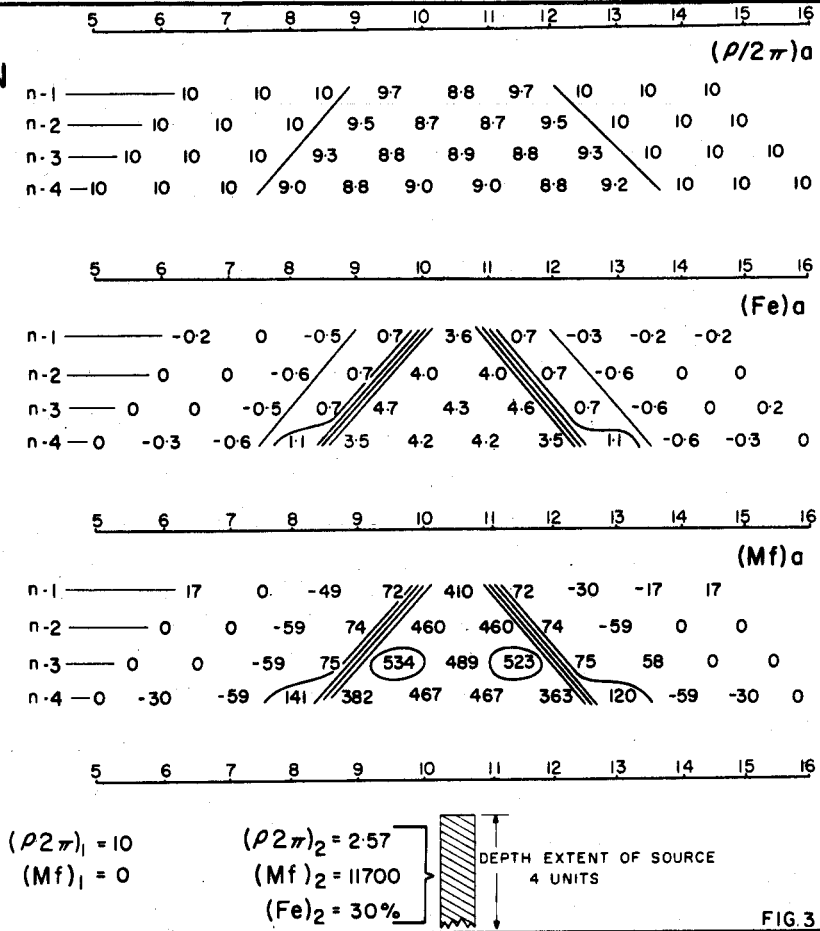 5 6 7 8 9 10 11 12 13 14 15 16
(ρ/2π)a
N
n-1 10 10 10 9.7 8.8 9.7 10 10 10
n-2 10 10 10 9.5 8.7 8.7 9.5 10 10 10
n-3 10 10 10 9.3 8.8 8.9 8.8 9.3 10 10 10
n-4 10 10 10 9.0 8.8 9.0 9.0 8.8 9.2 10 10 10
5 6 7 8 9 10 11 12 13 14 15 16
(Fe)a
n-1 -0.2 0 -0.5 0.7 3.6 0.7 -0.3 -0.2 -0.2
n-2 0 0 -0.6 0.7 4.0 4.0 0.7 -0.6 0 0
n-3 0 0 -0.5 0.7 4.7 4.3 4.6 0.7 -0.6 0 0.2
n-4 0 -0.3 -0.6 1.1 3.5 4.2 4.2 3.5 1.1 -0.6 -0.3 0
5 6 7 8 9 10 11 12 13 14 15 16
(Mf)a
n-1 17 0 -49 72 410 72 -30 -17 17
n-2 0 0 -59 74 460 460 74 -59 0 0
n-3 0 0 -59 75 534 489 523 75 58 0 0
n-4 0 -30 -59 141 382 467 467 363 120 -59 -30 0
5 6 7 8 9 10 11 12 13 14 15 16
(ρ2π)₁ = 10
(Mf)₁ = 0
(ρ2π)₂ = 2.57
(Mf)₂ = 11700
(Fe)₂ = 30%
DEPTH EXTENT OF SOURCE
4 UNITS
FIG. 3